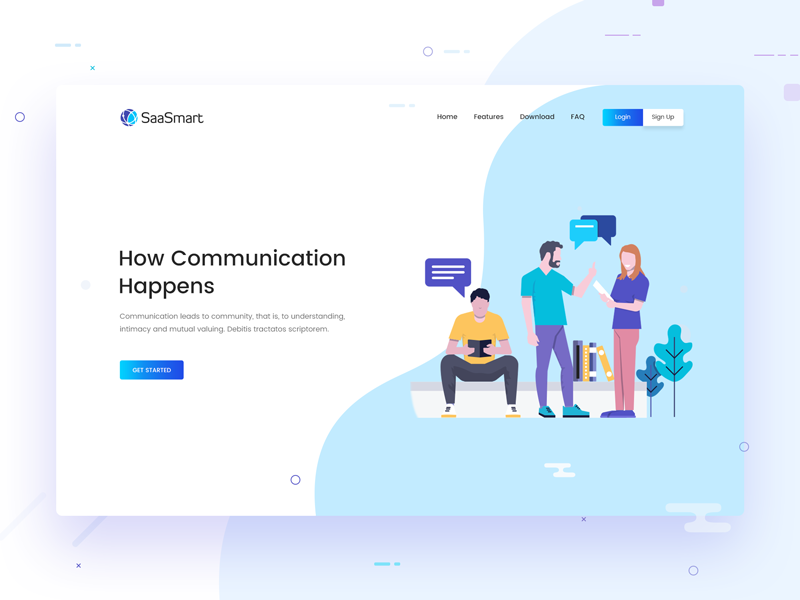 SaaSmart
Home Features Download FAQ Login Sign Up
How Communication
Happens
Communication leads to community, that is, to understanding,
intimacy and mutual valuing. Debitis tractatos scriptorem.
GET STARTED